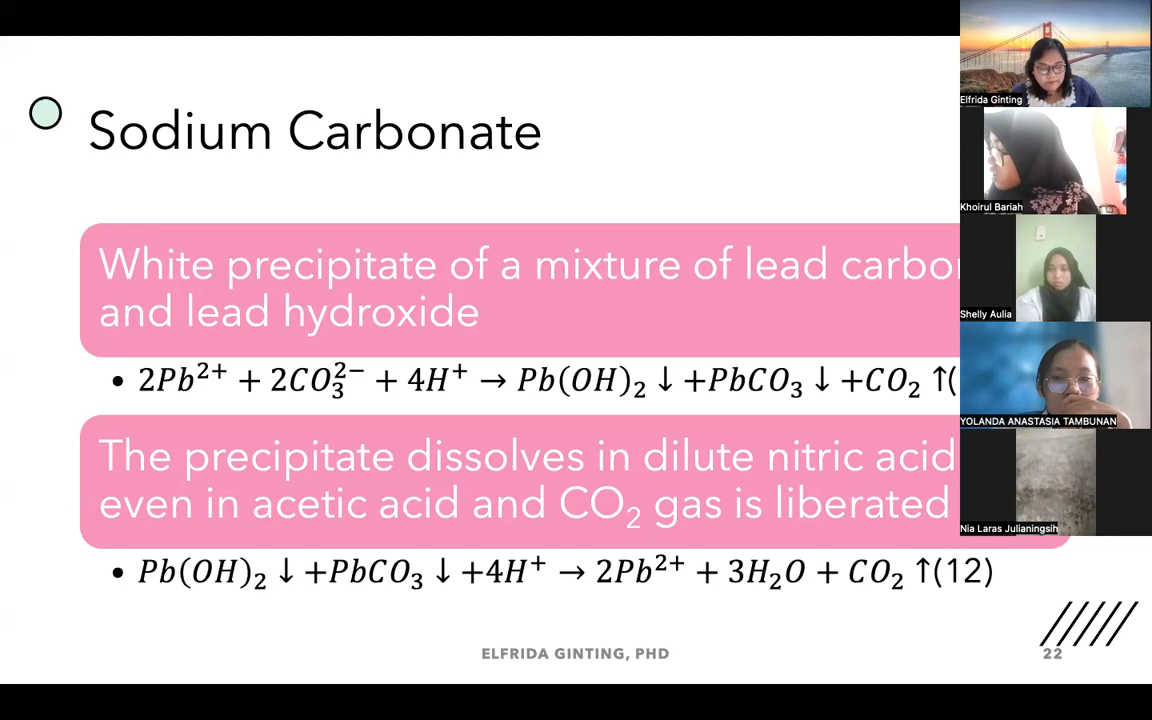 Sodium Carbonate
White precipitate of a mixture of lead
and lead hydroxide
• 2Pb²⁺ + 2CO₃²⁻ + 4H⁺ → Pb(OH)₂ ↓ +PbCO₃ ↓ +CO₂ ↑(
The precipitate dissolves in dilute nitric acid
even in acetic acid and CO₂ gas is liberated
• Pb(OH)₂ ↓ +PbCO₃ ↓ +4H⁺ → 2Pb²⁺ + 3H₂O + CO₂ ↑(12)
ELFRIDA GINTING, PHD
22
Elfrida Ginting
Khoirul Bariah
Shelly Aulia
YOLANDA ANASTASIA TAMBUNAN
Nia Laras Julianingsih